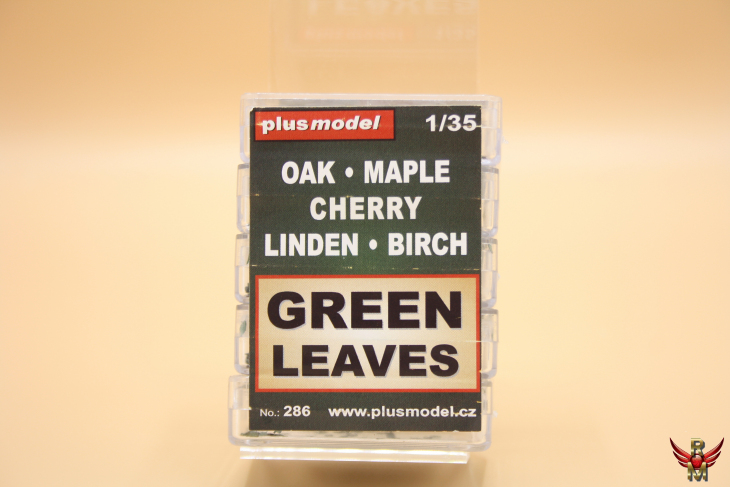 plusmodel 1/35
OAK • MAPLE
CHERRY
LINDEN • BIRCH
GREEN
LEAVES
No.: 286 www.plusmodel.cz
R
M